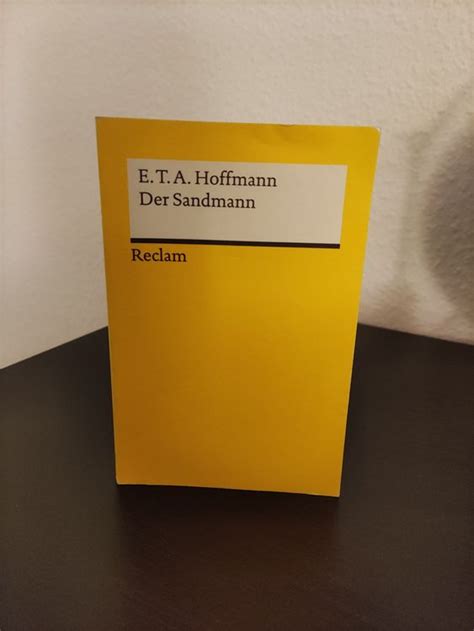 E. T. A. Hoffmann
Der Sandmann
Reclam